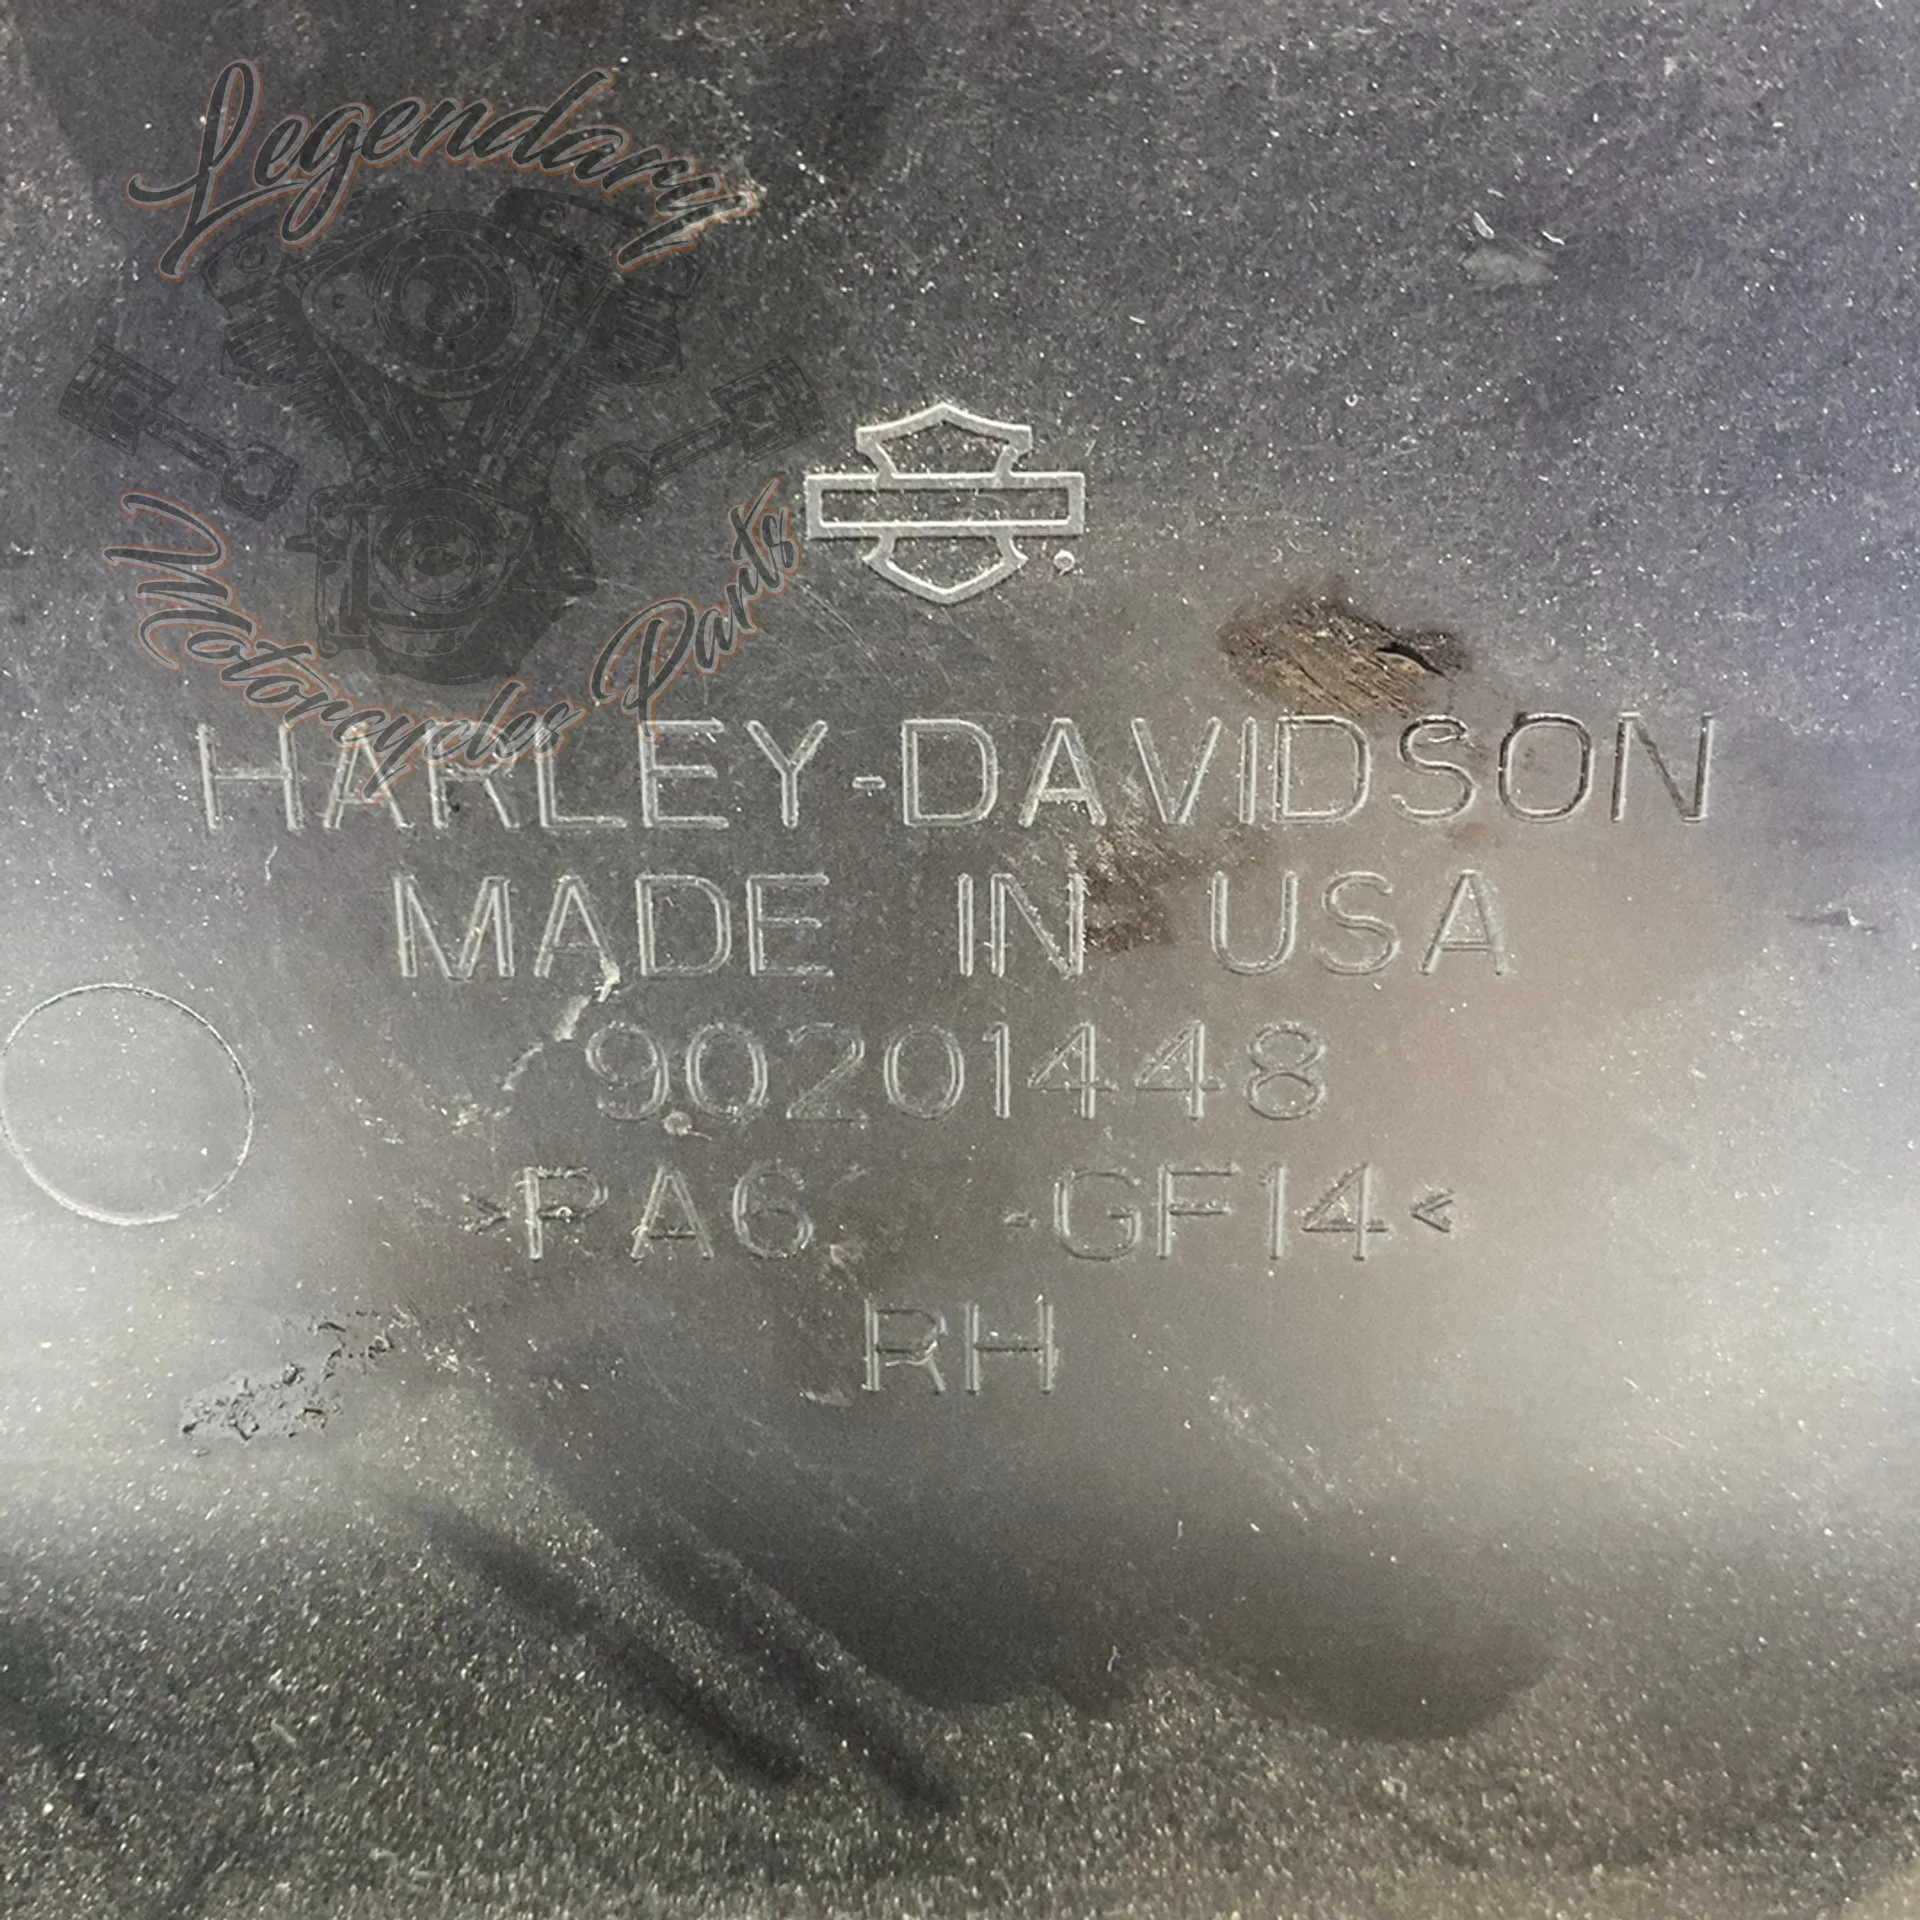 Legendary
Motorcycles Parts
HARLEY-DAVIDSON
MADE IN USA
90201448
>PA6 -GF14<
RH